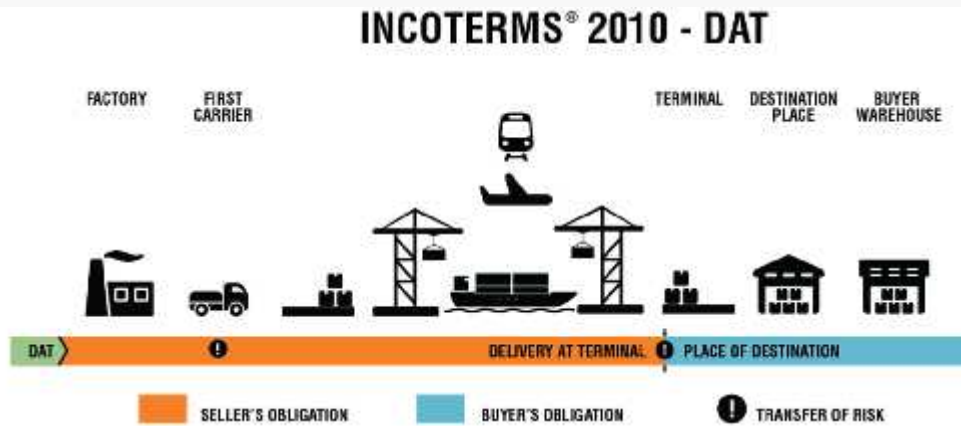 INCOTERMS® 2010 - DAT
FACTORY
FIRST
CARRIER
TERMINAL
DESTINATION
PLACE
BUYER
WAREHOUSE
DAT
DELIVERY AT TERMINAL
PLACE OF DESTINATION
SELLER'S OBLIGATION
BUYER'S OBLIGATION
TRANSFER OF RISK